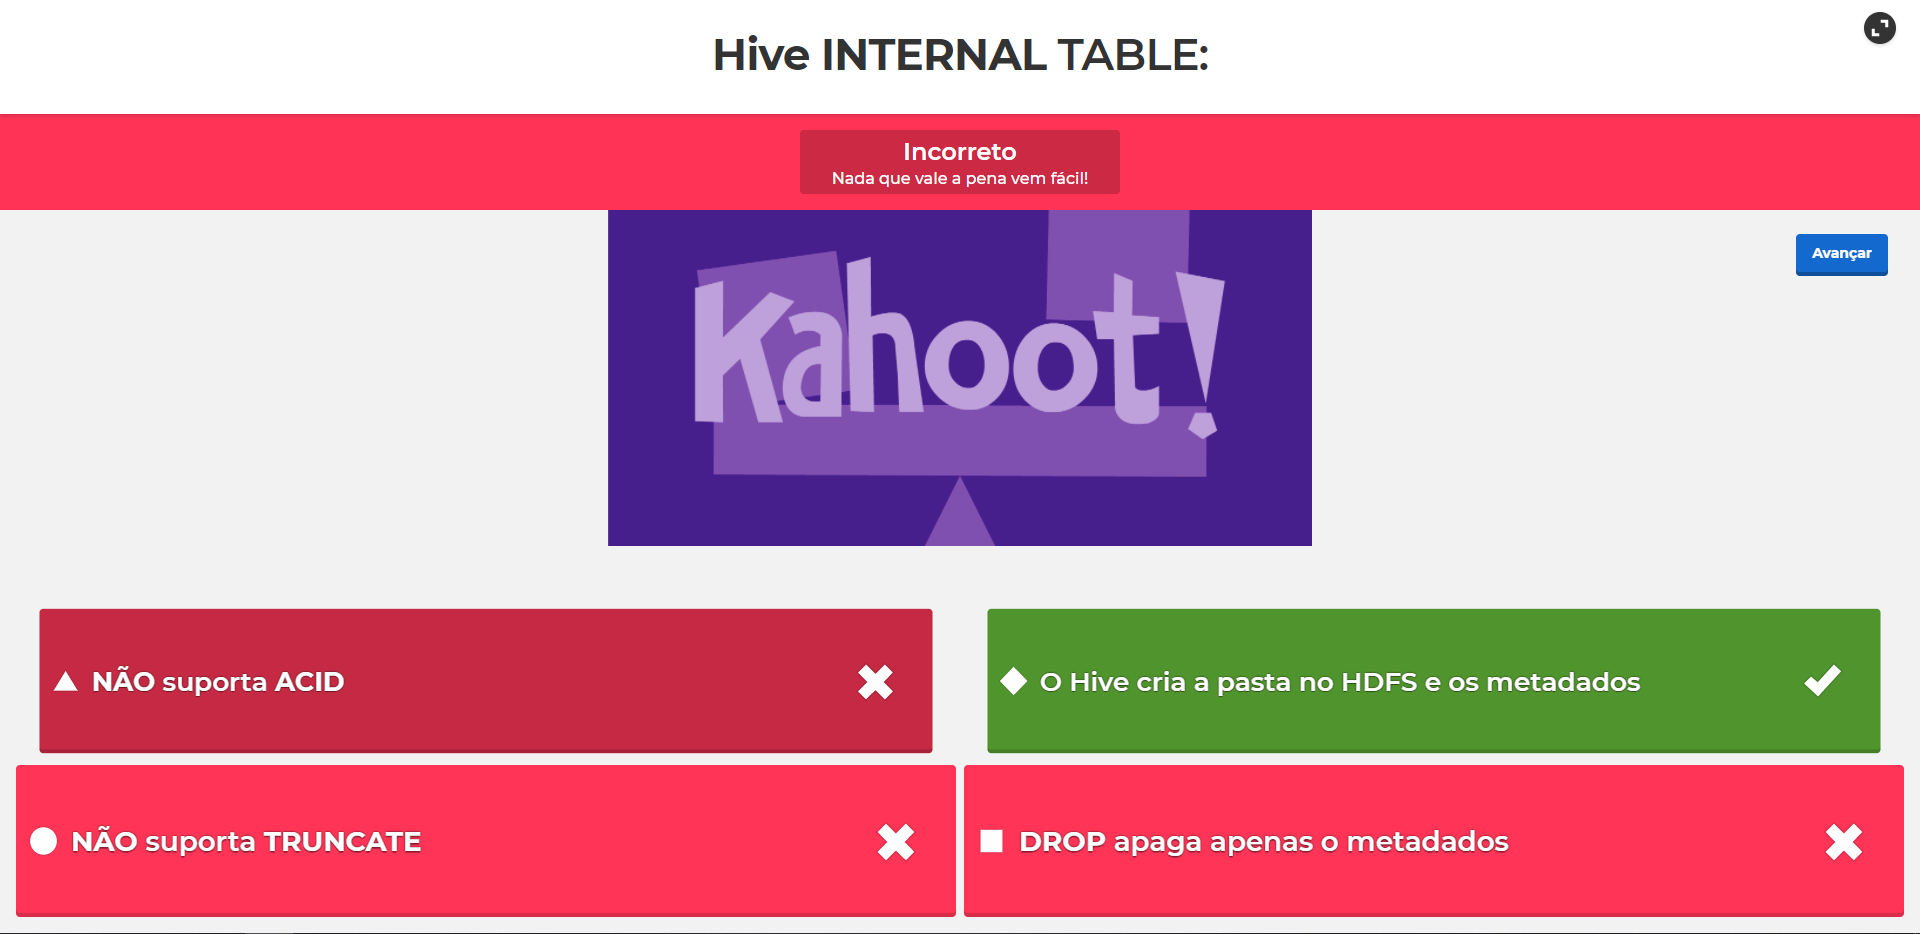 Hive INTERNAL TABLE:
Incorreto
Nada que vale a pena vem fácil!
Kahoot!
Avançar
NÃO suporta ACID
O Hive cria a pasta no HDFS e os metadados
NÃO suporta TRUNCATE
DROP apaga apenas o metadados